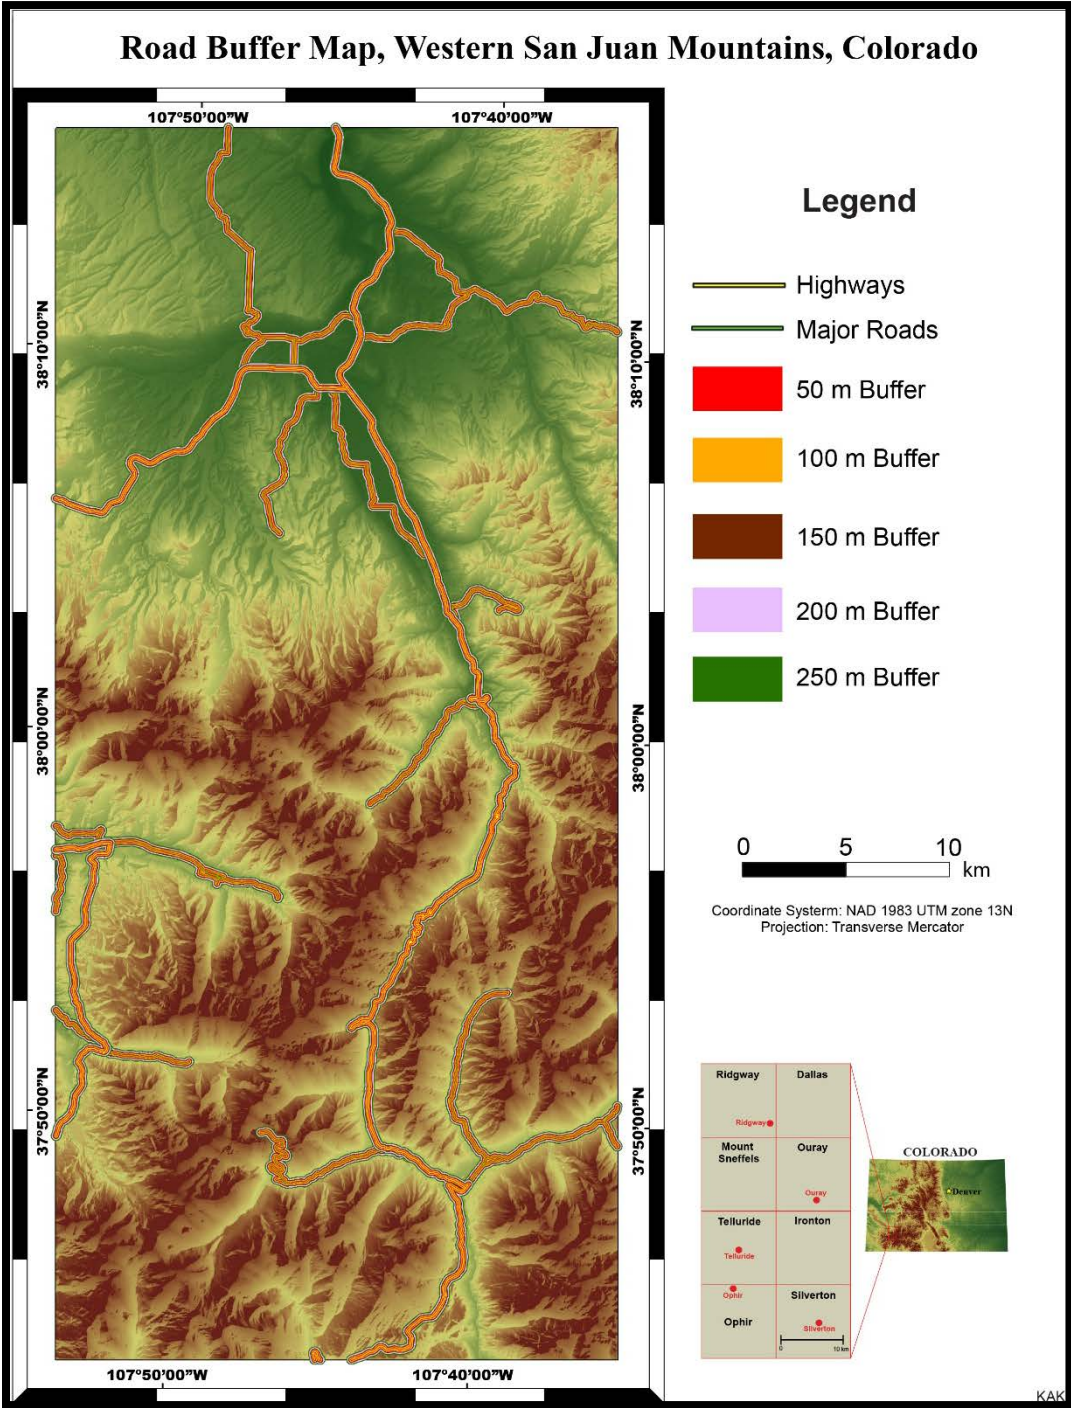 Road Buffer Map, Western San Juan Mountains, Colorado
107°50'00"W
107°40'00"W
38°10'00"N
38°10'00"N
38°00'00"N
38°00'00"N
37°50'00"N
37°50'00"N
107°50'00"W
107°40'00"W
Legend
Highways
Major Roads
50 m Buffer
100 m Buffer
150 m Buffer
200 m Buffer
250 m Buffer
0 5 10
km
Coordinate Systerm: NAD 1983 UTM zone 13N
Projection: Transverse Mercator
Ridgway Dallas
Ridgway
Mount
Sneffels
Ouray
Ouray
Telluride Ironton
Telluride
Ophir
Ophir
Silverton
Silverton
0 10 km
COLORADO
Denver
KAK